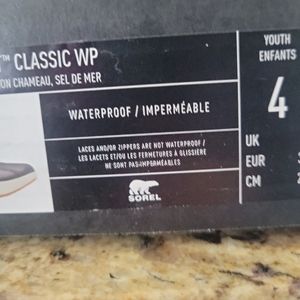 ™ CLASSIC WP
ON CHAMEAU, SEL DE MER
WATERPROOF / IMPERMÉABLE
LACES AND/OR ZIPPERS ARE NOT WATERPROOF /
LES LACETS ET/OU LES FERMETURES À GLISSIÈRE
NE SONT PAS IMPERMÉABLES
SOREL
YOUTH
ENFANTS
4
UK
EUR
CM